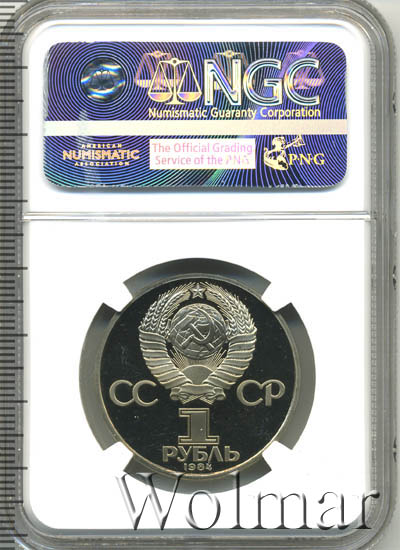 NGC
Numismatic Guaranty Corporation
AMERICAN
NUMISMATIC
ASSOCIATION
The Official Grading
Service of the PNG
PNG
СС СР
1
РУБЛЬ
1984
Wolmar